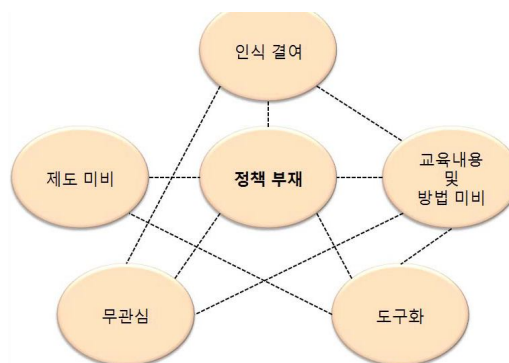 인식 결여
제도 미비
정책 부재
교육내용
및
방법 미비
무관심
도구화